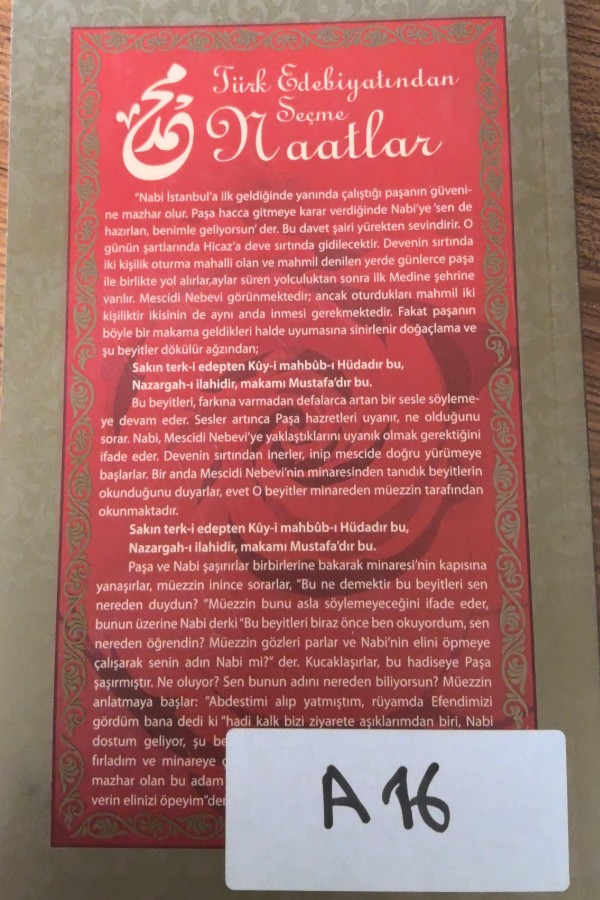 محمد
Türk Edebiyatından
Seçme
Naatlar
"Nabi İstanbul'a ilk geldiğinde yanında çalıştığı paşanın güveni-
ne mazhar olur. Paşa hacca gitmeye karar verdiğinde Nabi'ye 'sen de
hazırlan, benimle geliyorsun' der. Bu davet şairi yürekten sevindirir. O
günün şartlarında Hicaz'a deve sırtında gidilecektir. Devenin sırtında
iki kişilik oturma mahalli olan ve mahmil denilen yerde günlerce paşa
ile birlikte yol alırlar,aylar süren yolculuktan sonra ilk Medine şehrine
varılır. Mescidi Nebevi görünmektedir; ancak oturdukları mahmil iki
kişiliktir ikisinin de aynı anda inmesi gerekmektedir. Fakat paşanın
böyle bir makama geldikleri halde uyumasına sinirlenir doğaçlama ve
şu beyitler dökülür ağzından;
Sakın terk-i edepten Kûy-i mahbûb-ı Hüdadır bu,
Nazargah-ı ilahidir, makamı Mustafa'dır bu.
Bu beyitleri, farkına varmadan defalarca artan bir sesle söyleme-
ye devam eder. Sesler artınca Paşa hazretleri uyanır, ne olduğunu
sorar. Nabi, Mescidi Nebevi'ye yaklaştıklarını uyanık olmak gerektiğini
ifade eder. Devenin sırtından inerler, inip mescide doğru yürümeye
başlarlar. Bir anda Mescidi Nebevi'nin minaresinden tanıdık beyitlerin
okunduğunu duyarlar, evet O beyitler minareden müezzin tarafından
okunmaktadır.
Sakın terk-i edepten Kûy-i mahbûb-ı Hüdadır bu,
Nazargah-ı ilahidir, makamı Mustafa'dır bu.
Paşa ve Nabi şaşırırlar birbirlerine bakarak minaresi'nin kapısına
yanaşırlar, müezzin inince sorarlar, "Bu ne demektir bu beyitleri sen
nereden duydun? "Müezzin bunu asla söylemeyeceğini ifade eder,
bunun üzerine Nabi derki "Bu beyitleri biraz önce ben okuyordum, sen
nereden öğrendin? Müezzin gözleri parlar ve Nabi'nin elini öpmeye
çalışarak senin adın Nabi mi?" der. Kucaklaşırlar, bu hadiseye Paşa
şaşırmıştır. Ne oluyor? Sen bunun adını nereden biliyorsun? Müezzin
anlatmaya başlar: "Abdestimi alıp yatmıştım, rüyamda Efendimizi
gördüm bana dedi ki "hadi kalk bizi ziyarete aşıklarımdan biri, Nabi
dostum geliyor, şu be
fırladım ve minareye
mazhar olan bu adam
verin elinizi öpeyim"der
A 16